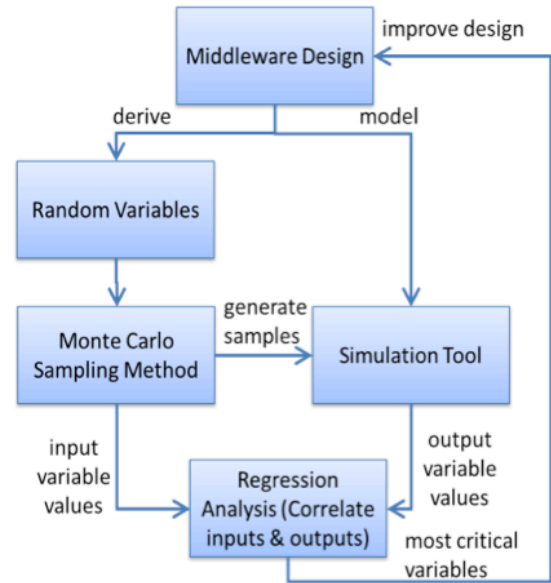 improve design
Middleware Design
derive
model
Random Variables
generate
samples
Monte Carlo
Sampling Method
Simulation Tool
input
variable
values
output
variable
values
Regression
Analysis (Correlate
inputs & outputs)
most critical
variables